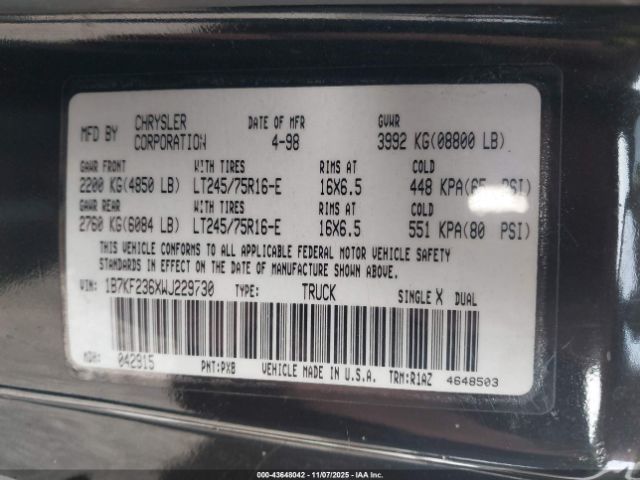 MFD BY CHRYSLER CORPORATION DATE OF MFR 4-98 GVWR 3992 KG(08800 LB)
GAWR FRONT WITH TIRES RIMS AT COLD
2200 KG(4850 LB) LT245/75R16-E 16X6.5 448 KPA(65 PSI)
GAWR REAR WITH TIRES RIMS AT COLD
2760 KG(6084 LB) LT245/75R16-E 16X6.5 551 KPA(80 PSI)
THIS VEHICLE CONFORMS TO ALL APPLICABLE FEDERAL MOTOR VEHICLE SAFETY
STANDARDS IN EFFECT ON THE DATE OF MANUFACTURE SHOWN ABOVE.
VIN: 1B7KF236XWJ229730 TYPE: TRUCK SINGLE X DUAL
MDH: 042915 PNT:PXB VEHICLE MADE IN U.S.A. TRM:R1AZ 4648503
000-43648042 - 11/07/2025 - IAA Inc.